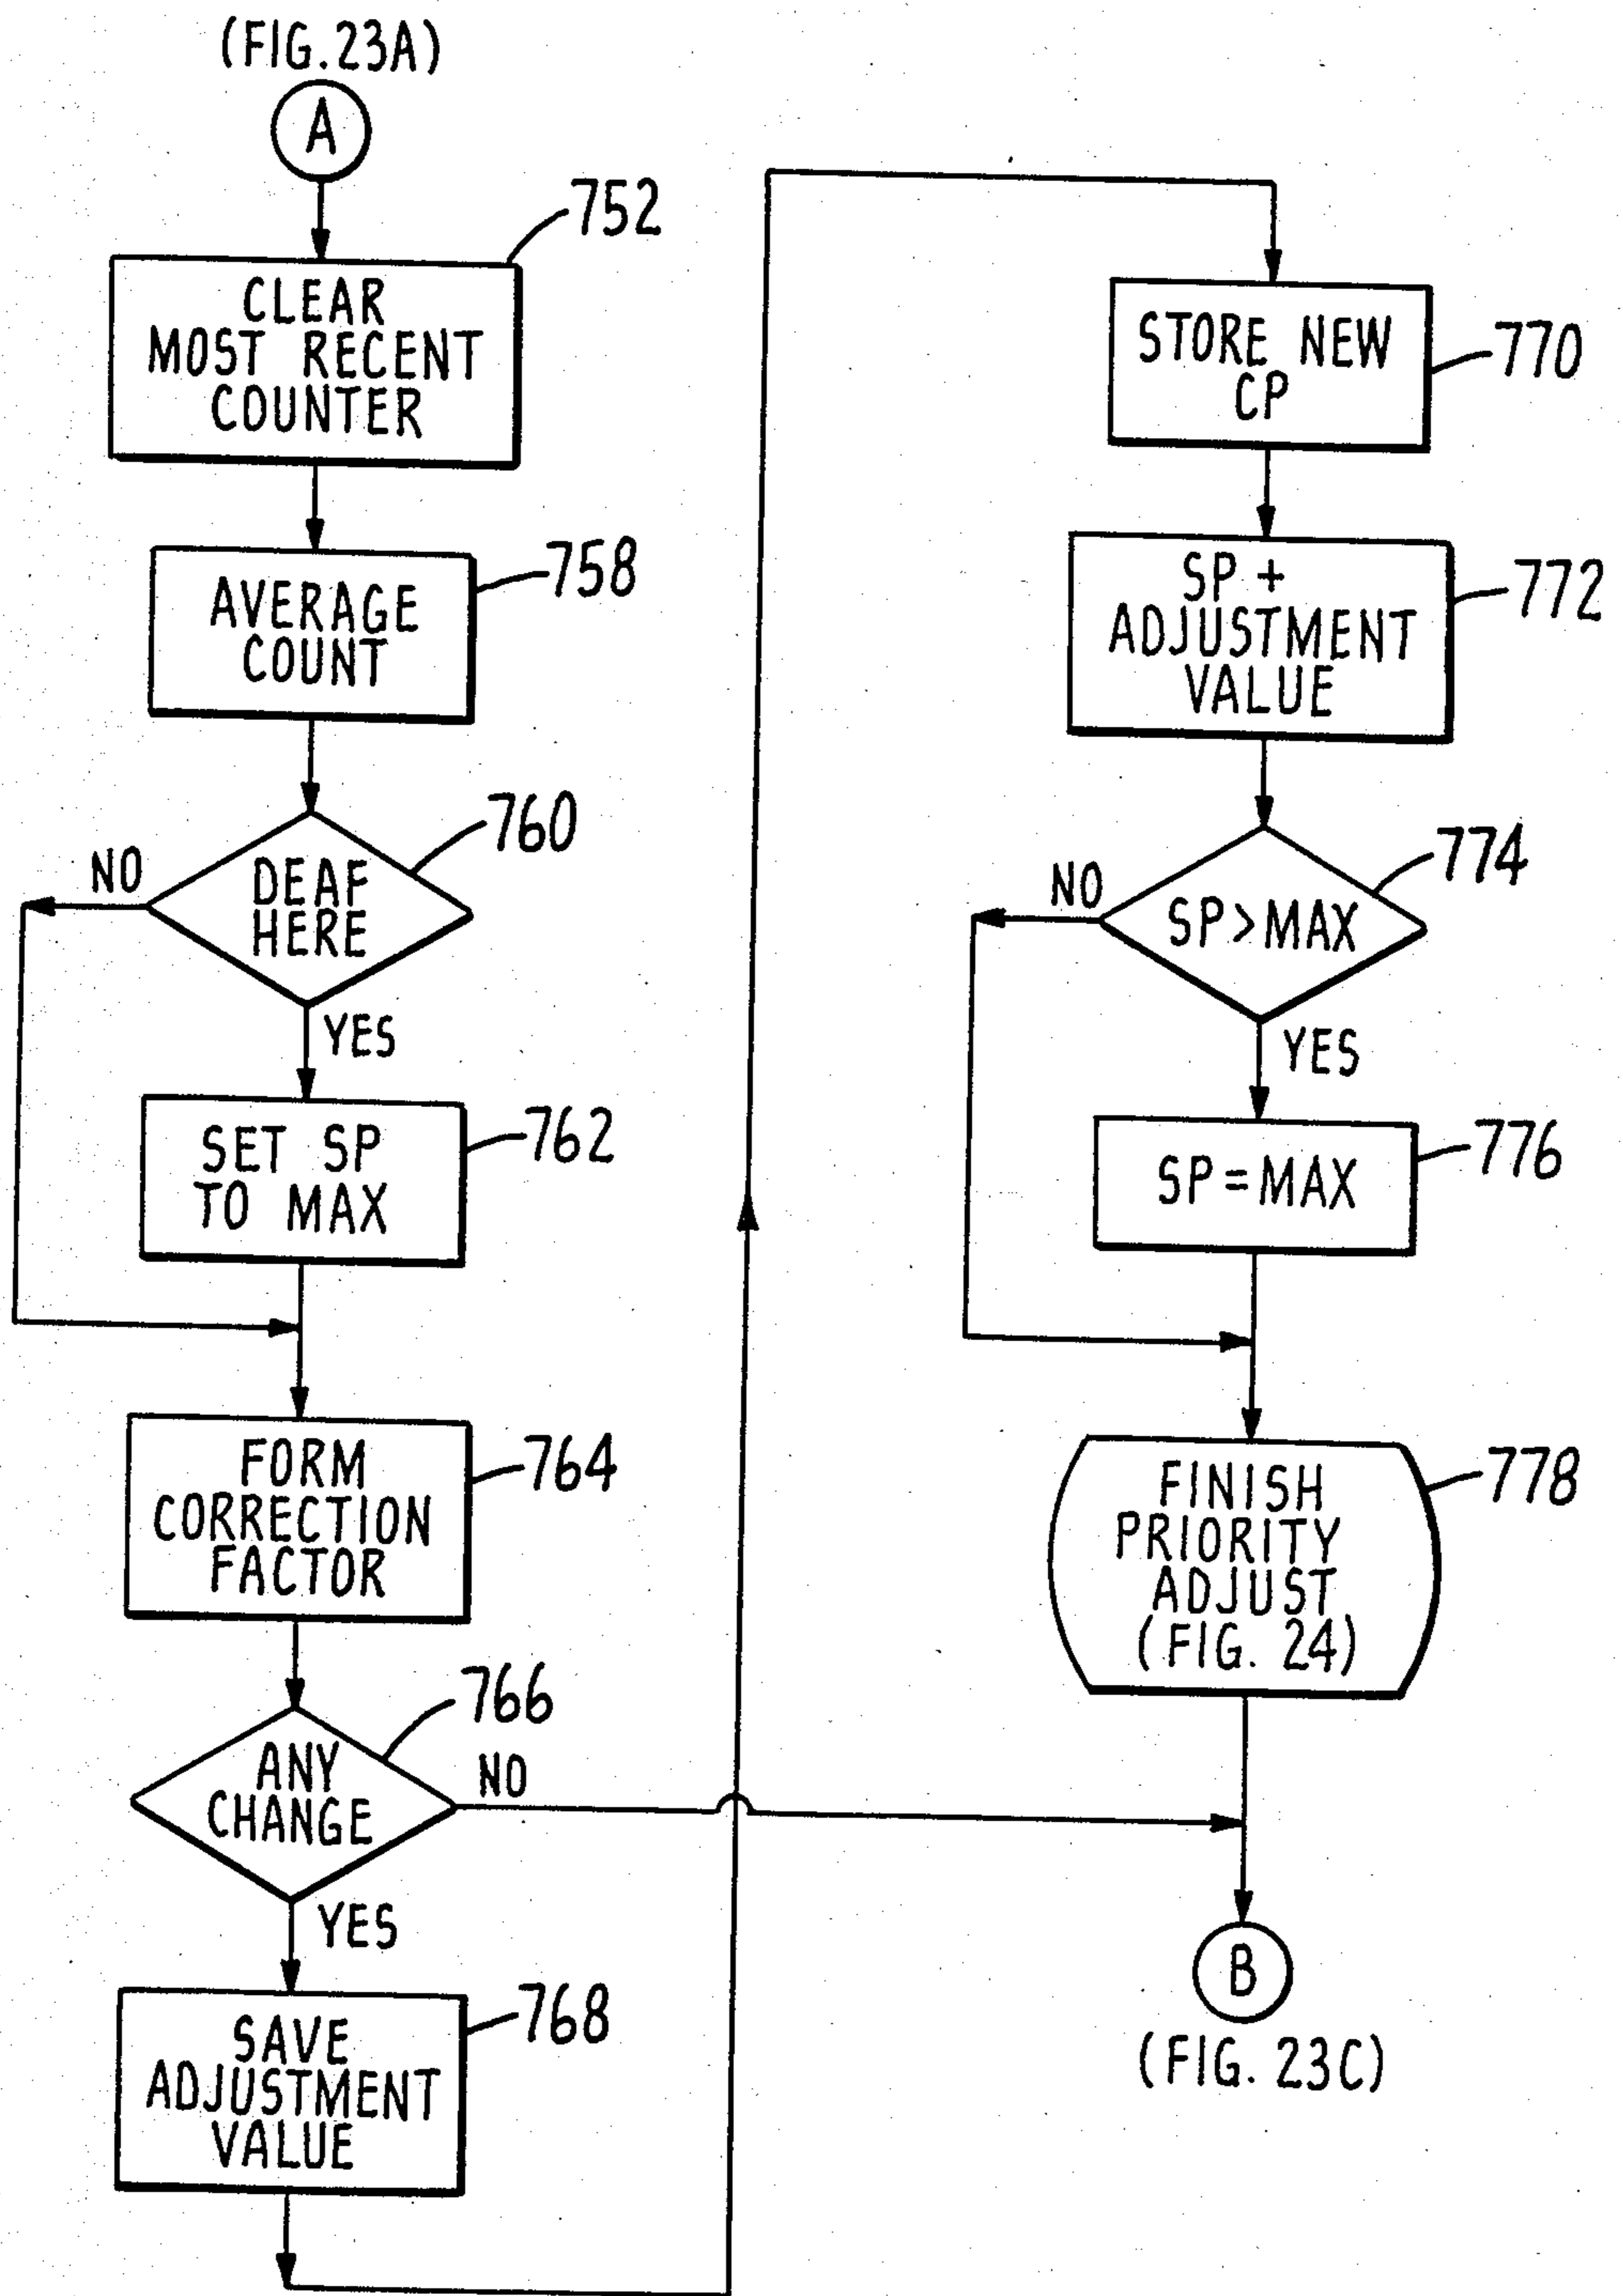 (FIG. 23A)
A
752
CLEAR
MOST RECENT
COUNTER
758
AVERAGE
COUNT
760
NO
DEAF
HERE
YES
762
SET SP
TO MAX
764
FORM
CORRECTION
FACTOR
766
ANY
CHANGE
NO
YES
768
SAVE
ADJUSTMENT
VALUE
STORE NEW
CP
770
SP +
ADJUSTMENT
VALUE
772
774
NO
SP>MAX
YES
776
SP=MAX
778
FINISH
PRIORITY
ADJUST
(FIG. 24)
B
(FIG. 23C)